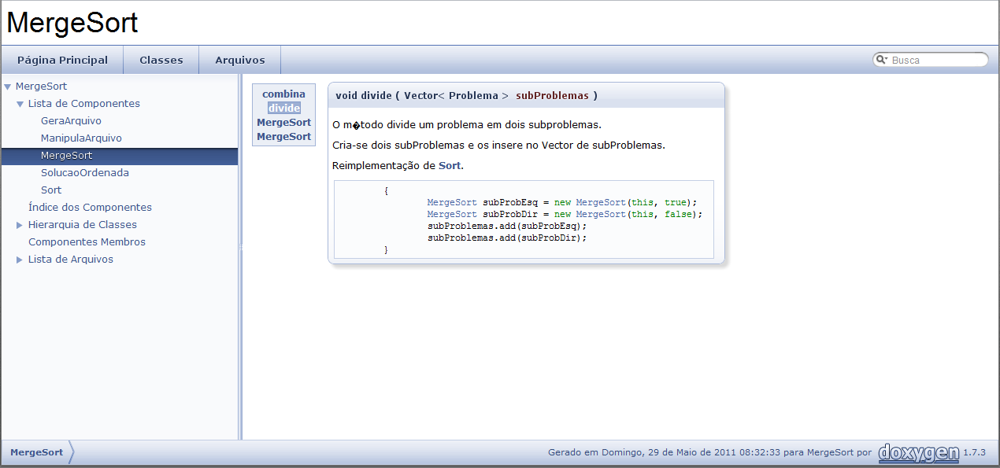 MergeSort
Página Principal Classes Arquivos Busca
MergeSort
Lista de Componentes
GeraArquivo
ManipulaArquivo
MergeSort
SolucaoOrdenada
Sort
Índice dos Componentes
Hierarquia de Classes
Componentes Membros
Lista de Arquivos
combina
divide
MergeSort
MergeSort
void divide ( Vector< Problema > subProblemas )
O m�todo divide um problema em dois subproblemas.
Cria-se dois subProblemas e os insere no Vector de subProblemas.
Reimplementação de Sort.
{
MergeSort subProbEsq = new MergeSort(this, true);
MergeSort subProbDir = new MergeSort(this, false);
subProblemas.add(subProbEsq);
subProblemas.add(subProbDir);
}
MergeSort
Gerado em Domingo, 29 de Maio de 2011 08:32:33 para MergeSort por doxygen 1.7.3